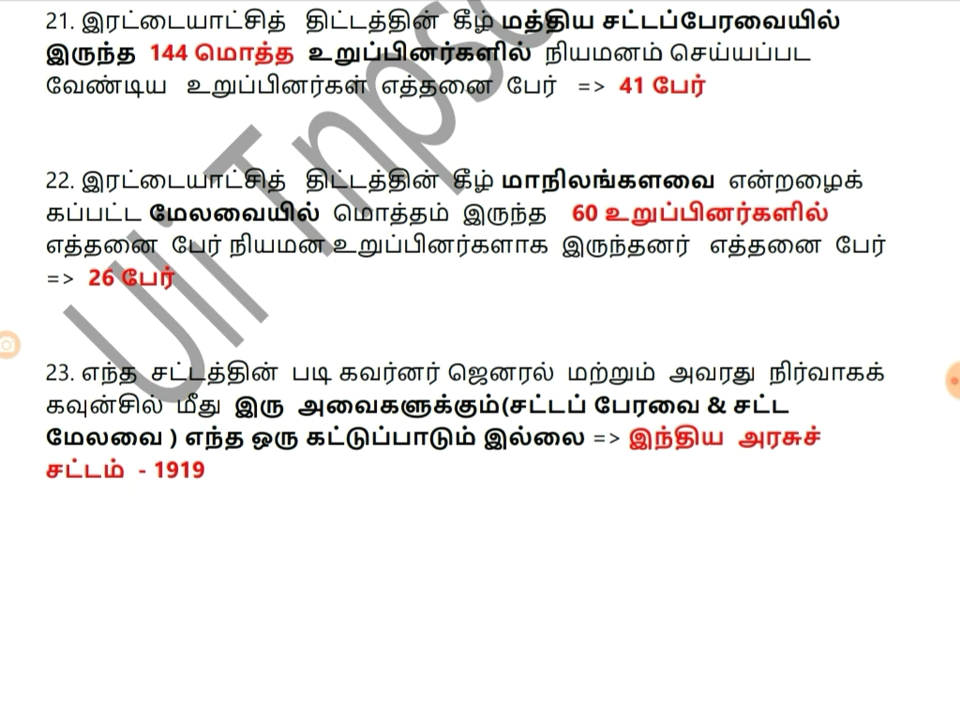 21. இரட்டையாட்சித் திட்டத்தின் கீழ் மத்திய சட்டப்பேரவையில்
இருந்த 144 மொத்த உறுப்பினர்களில் நியமனம் செய்யப்பட
வேண்டிய உறுப்பினர்கள் எத்தனை பேர் => 41 பேர்
22. இரட்டையாட்சித் திட்டத்தின் கீழ் மாநிலங்களவை என்றழைக்
கப்பட்ட மேலவையில் மொத்தம் இருந்த 60 உறுப்பினர்களில்
எத்தனை பேர் நியமன உறுப்பினர்களாக இருந்தனர் எத்தனை பேர்
=> 26 பேர்
23. எந்த சட்டத்தின் படி கவர்னர் ஜெனரல் மற்றும் அவரது நிர்வாகக்
கவுன்சில் மீது இரு அவைகளுக்கும்(சட்டப் பேரவை & சட்ட
மேலவை ) எந்த ஒரு கட்டுப்பாடும் இல்லை => இந்திய அரசுச்
சட்டம் - 1919